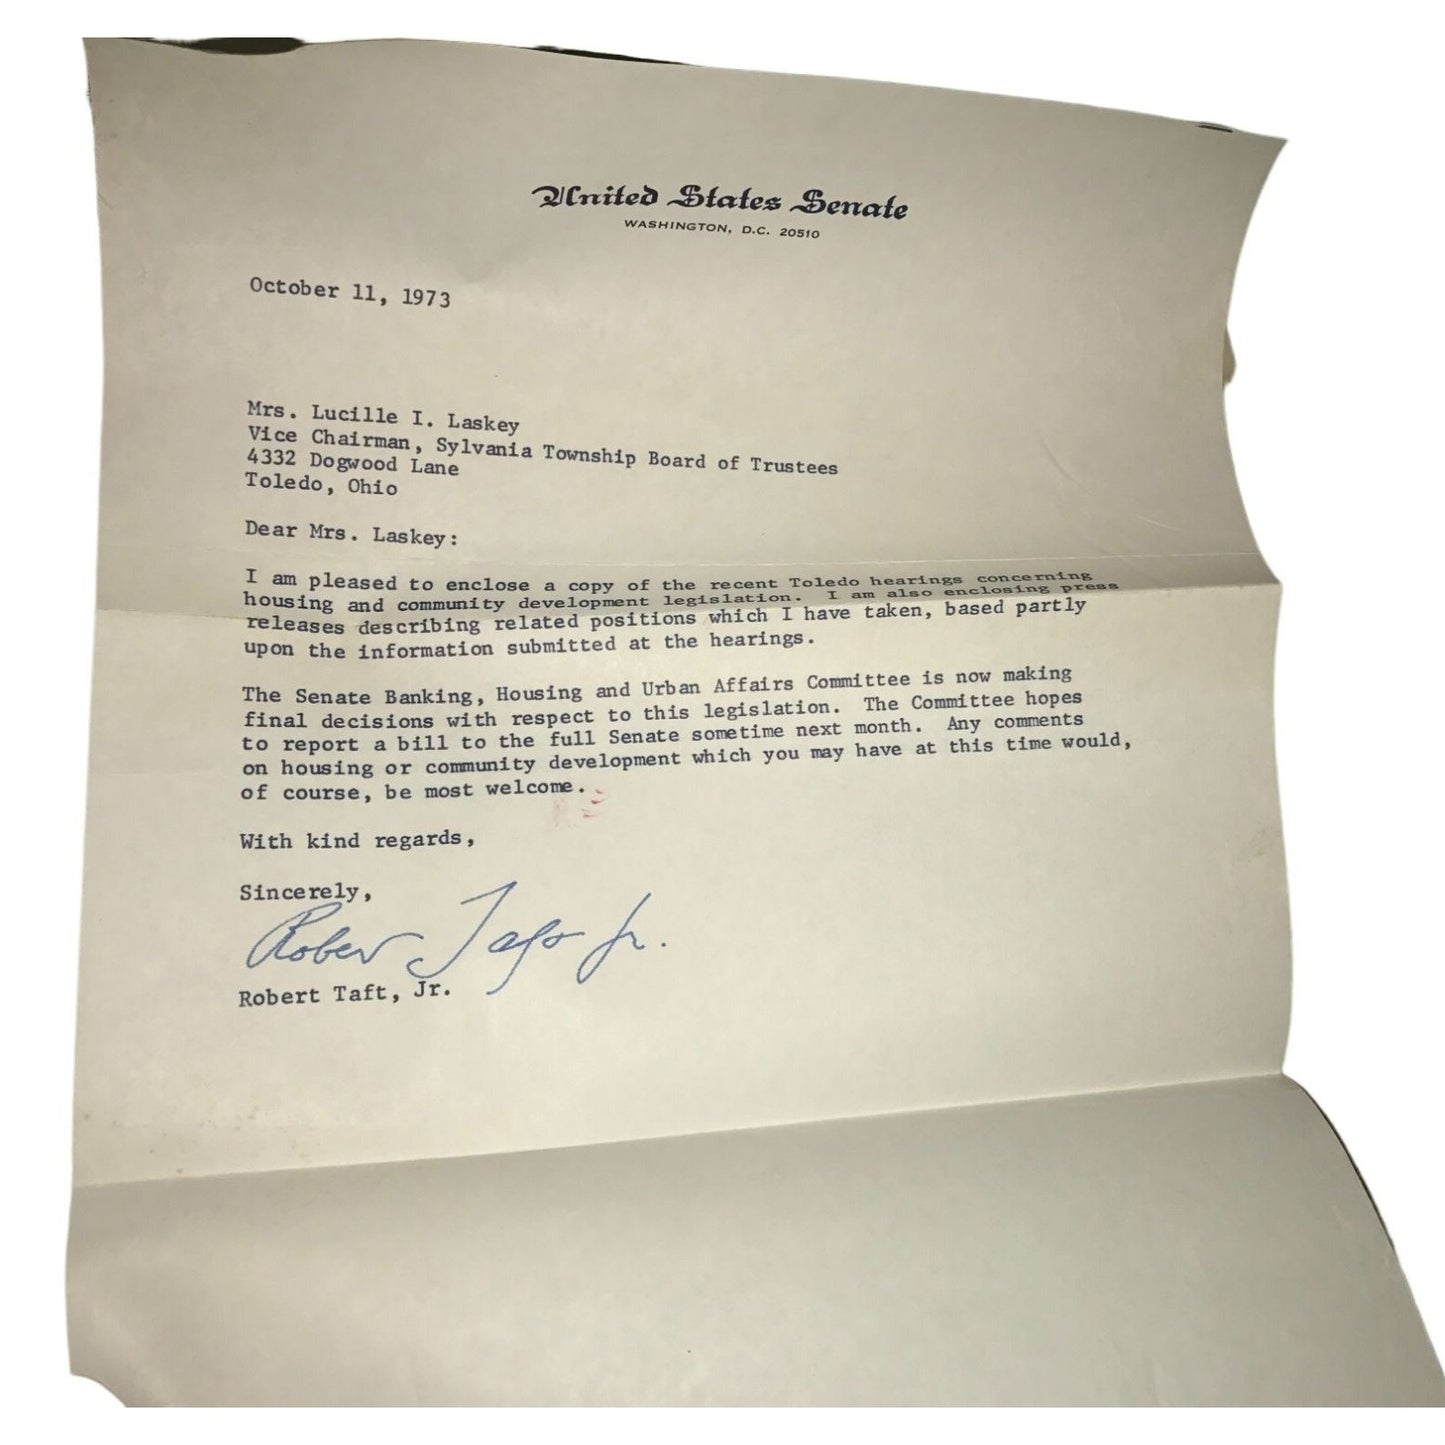 United States Senate
WASHINGTON, D.C. 20510
October 11, 1973
Mrs. Lucille I. Laskey
Vice Chairman, Sylvania Township Board of Trustees
4332 Dogwood Lane
Toledo, Ohio
Dear Mrs. Laskey:
I am pleased to enclose a copy of the recent Toledo hearings concerning
housing and community development legislation. I am also enclosing press
releases describing related positions which I have taken, based partly
upon the information submitted at the hearings.
The Senate Banking, Housing and Urban Affairs Committee is now making
final decisions with respect to this legislation. The Committee hopes
to report a bill to the full Senate sometime next month. Any comments
on housing or community development which you may have at this time would,
of course, be most welcome.
With kind regards,
Sincerely,
Robert Taft Jr.
Robert Taft, Jr.